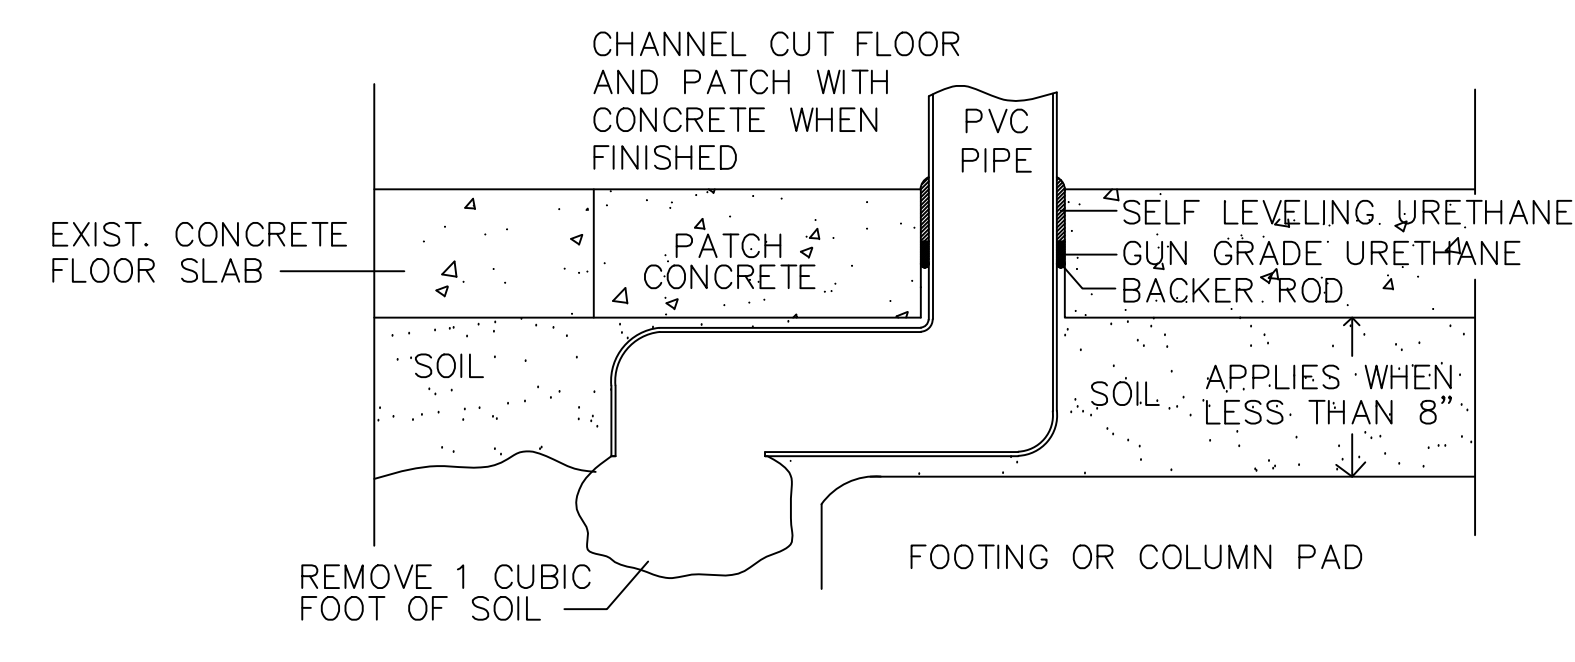 CHANNEL CUT FLOOR
AND PATCH WITH
CONCRETE WHEN
FINISHED
PVC
PIPE
EXIST. CONCRETE
FLOOR SLAB
PATCH
CONCRETE
SELF LEVELING URETHANE
GUN GRADE URETHANE
BACKER ROD
SOIL
SOIL
APPLIES WHEN
LESS THAN 8”
FOOTING OR COLUMN PAD
REMOVE 1 CUBIC
FOOT OF SOIL